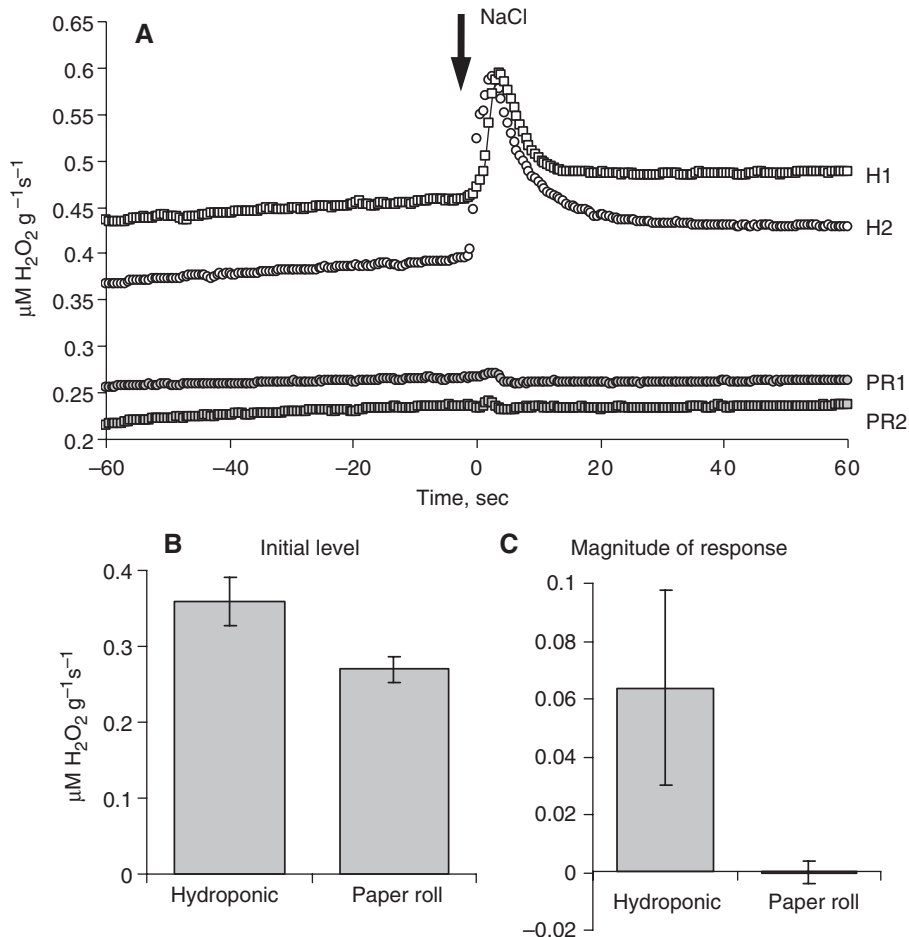 A
NaCl
0.65
0.6
0.55
0.5
0.45
0.4
0.35
0.3
0.25
0.2
μM H₂O₂ g⁻¹s⁻¹
H1
H2
PR1
PR2
–60
–40
–20
0
20
40
60
Time, sec
B Initial level
0.4
0.3
0.2
0.1
0
μM H₂O₂ g⁻¹s⁻¹
Hydroponic Paper roll
C Magnitude of response
0.1
0.08
0.06
0.04
0.02
0
–0.02
Hydroponic Paper roll